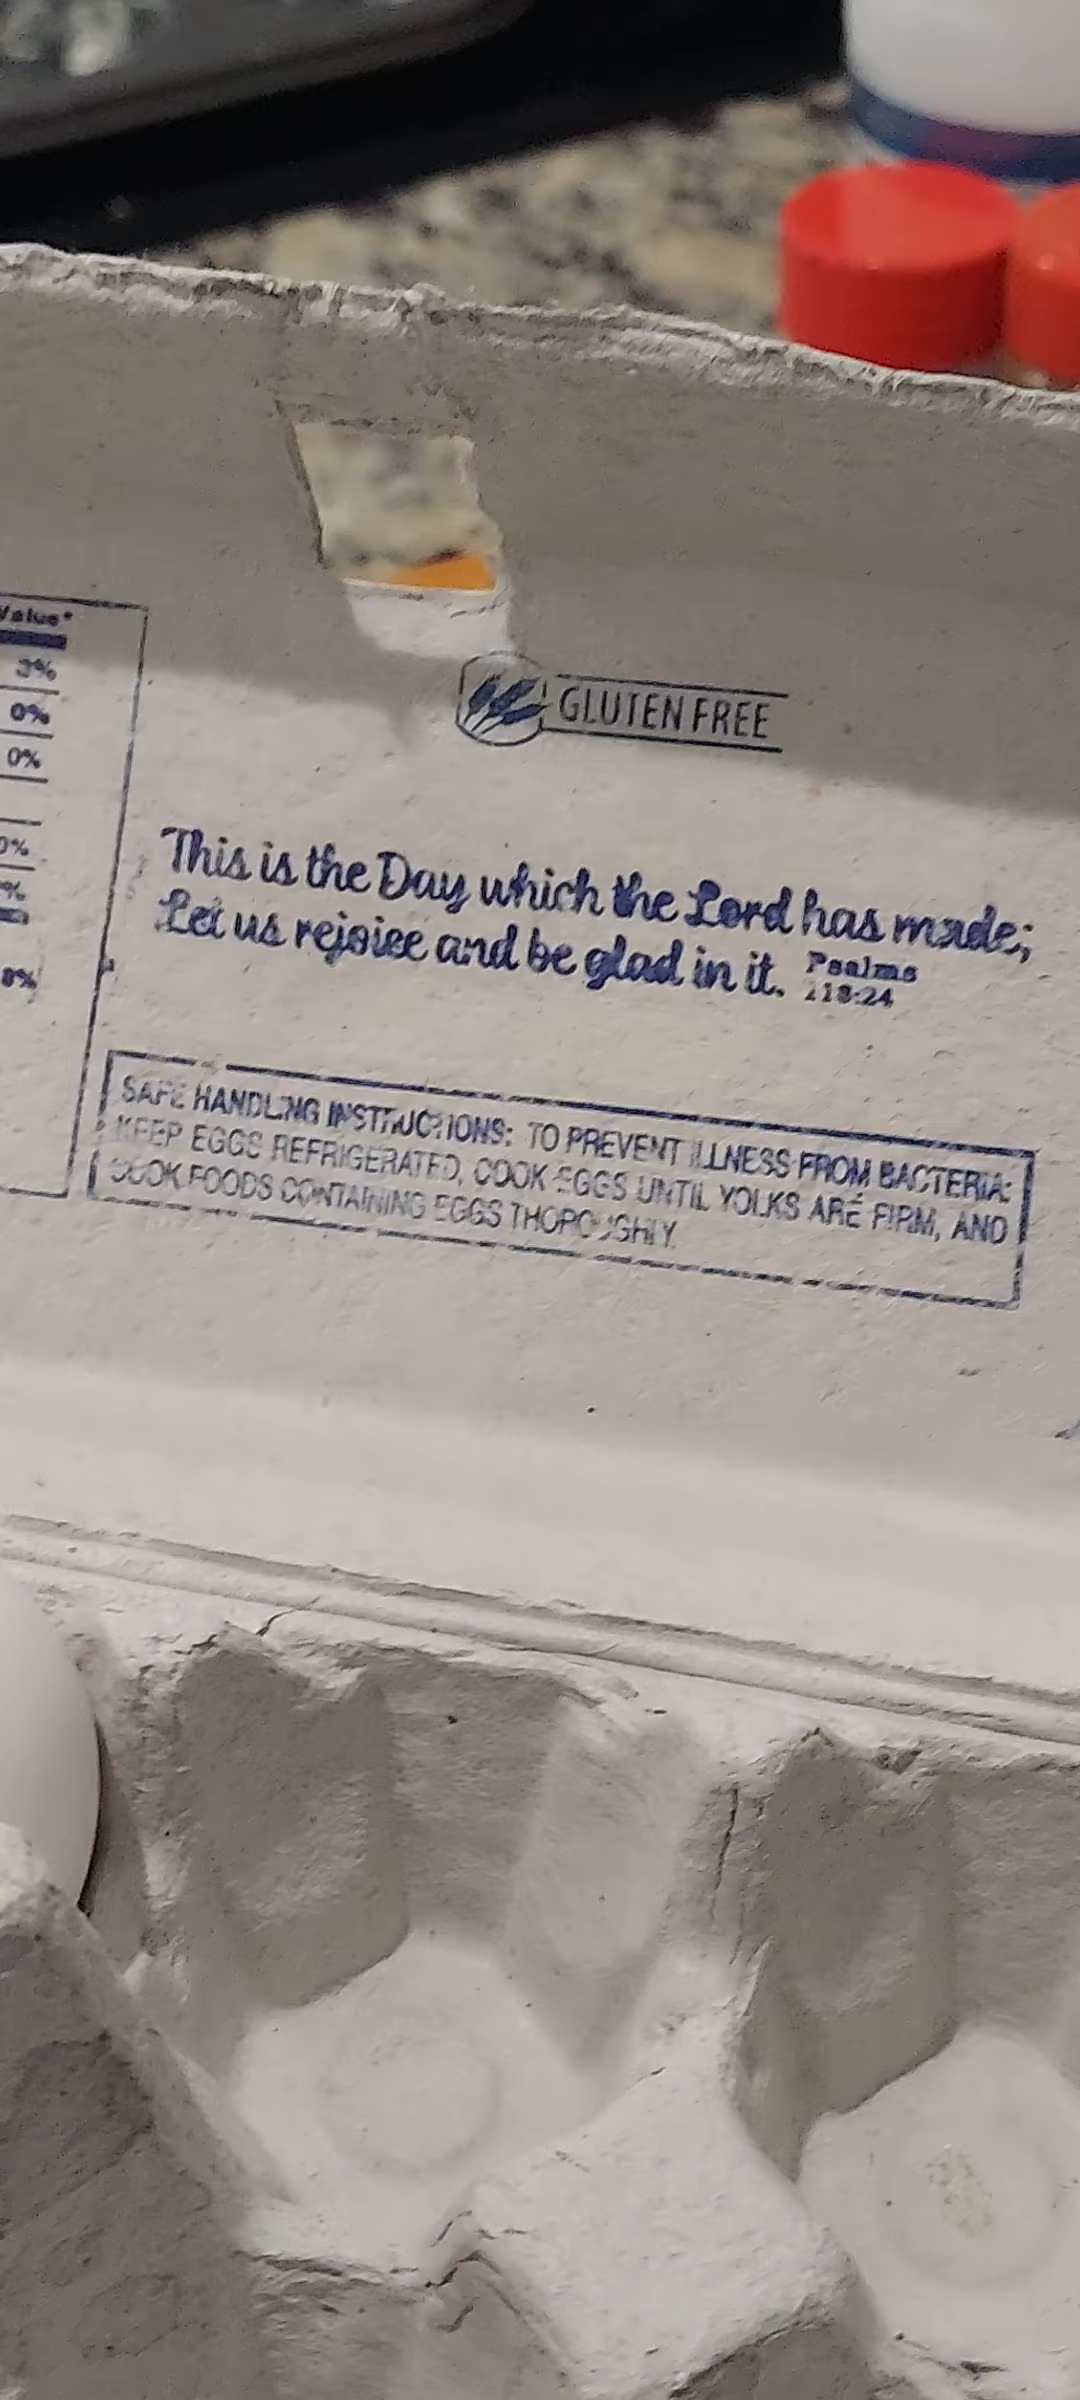 Value*
3%
0%
0%
0%
%
8%
GLUTEN FREE
This is the Day which the Lord has made;
Let us rejoice and be glad in it. Psalms
118:24
SAFE HANDLING INSTRUCTIONS: TO PREVENT ILLNESS FROM BACTERIA:
KEEP EGGS REFRIGERATED, COOK EGGS UNTIL YOLKS ARE FIRM, AND
COOK FOODS CONTAINING EGGS THOROUGHLY.